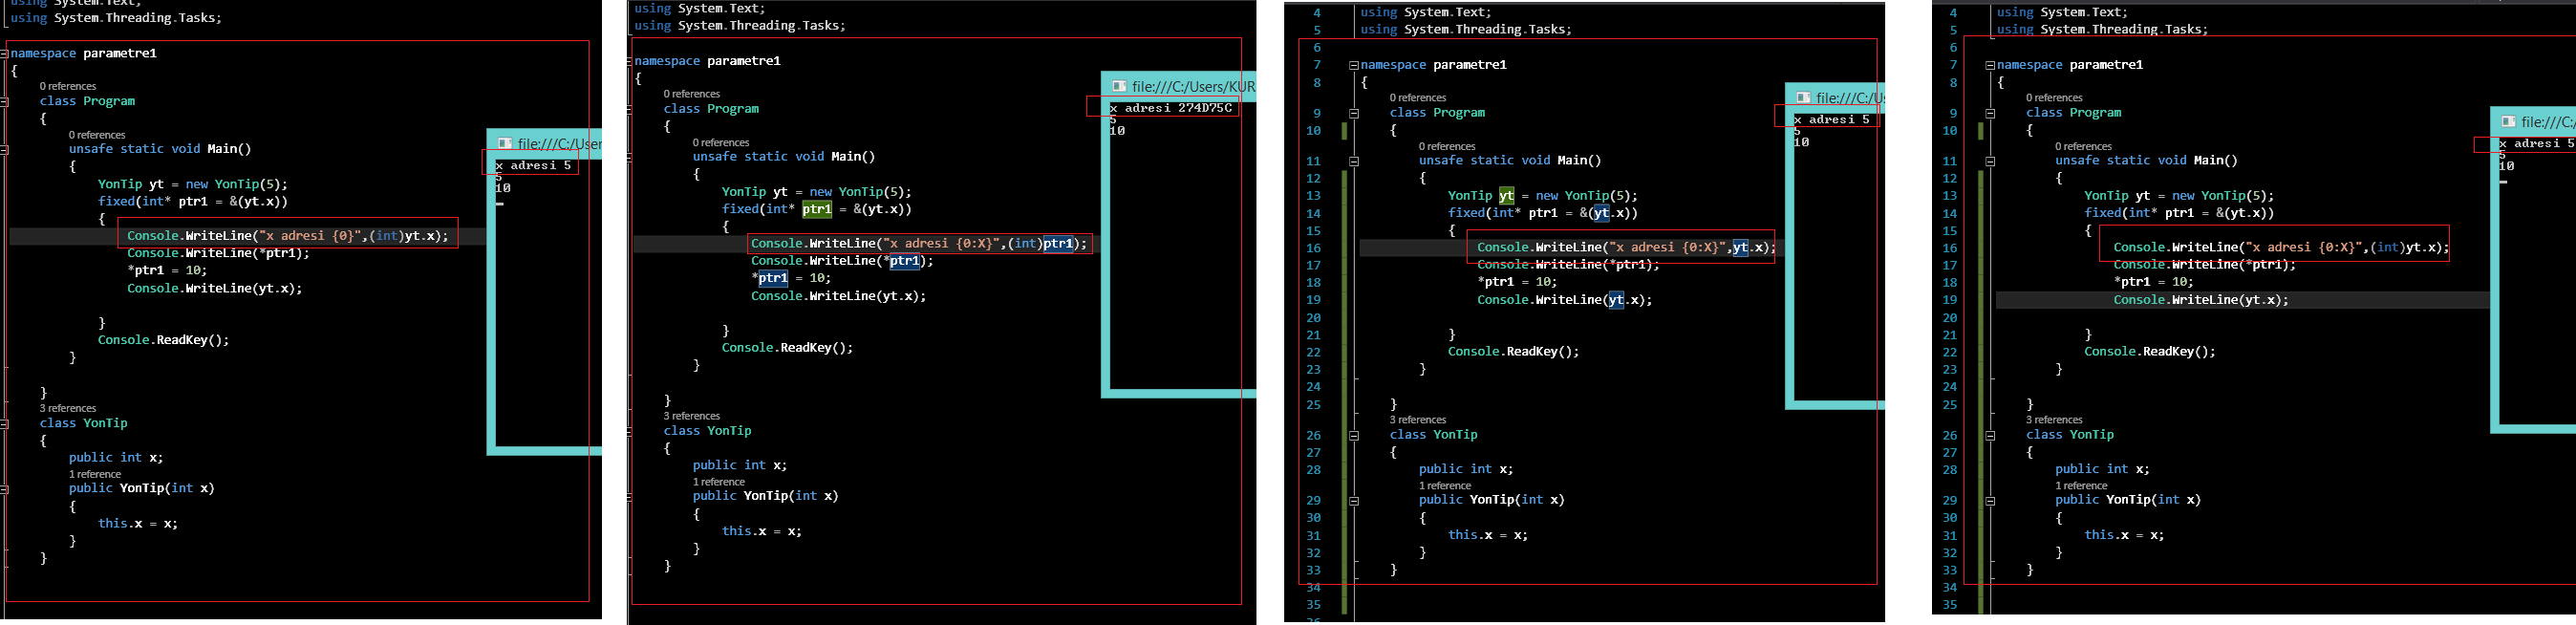 using System.Text;
using System.Threading.Tasks;
namespace parametre1
{
0 references
class Program
{
0 references
unsafe static void Main()
{
YonTip yt = new YonTip(5);
fixed(int* ptr1 = &(yt.x))
{
Console.WriteLine("x adresi {0}",(int)yt.x);
Console.WriteLine(*ptr1);
*ptr1 = 10;
Console.WriteLine(yt.x);
}
Console.ReadKey();
}
}
3 references
class YonTip
{
public int x;
1 reference
public YonTip(int x)
{
this.x = x;
}
}
file:///C:/User
x adresi 5
5
10
using System.Text;
using System.Threading.Tasks;
namespace parametre1
{
0 references
class Program
{
0 references
unsafe static void Main()
{
YonTip yt = new YonTip(5);
fixed(int* ptr1 = &(yt.x))
{
Console.WriteLine("x adresi {0:X}",(int)ptr1);
Console.WriteLine(*ptr1);
*ptr1 = 10;
Console.WriteLine(yt.x);
}
Console.ReadKey();
}
}
3 references
class YonTip
{
public int x;
1 reference
public YonTip(int x)
{
this.x = x;
}
}
file:///C:/Users/KUR
x adresi 274D75C
5
10
4 using System.Text;
5 using System.Threading.Tasks;
6
7 namespace parametre1
8 {
0 references
9 class Program
10 {
0 references
11 unsafe static void Main()
12 {
13 YonTip yt = new YonTip(5);
14 fixed(int* ptr1 = &(yt.x))
15 {
16 Console.WriteLine("x adresi {0:X}",yt.x);
17 Console.WriteLine(*ptr1);
18 *ptr1 = 10;
19 Console.WriteLine(yt.x);
20
21 }
22 Console.ReadKey();
23 }
24
25 }
3 references
26 class YonTip
27 {
28 public int x;
1 reference
29 public YonTip(int x)
30 {
31 this.x = x;
32 }
33 }
34
35
file:///C:/U
x adresi 5
5
10
4 using System.Text;
5 using System.Threading.Tasks;
6
7 namespace parametre1
8 {
0 references
9 class Program
10 {
0 references
11 unsafe static void Main()
12 {
13 YonTip yt = new YonTip(5);
14 fixed(int* ptr1 = &(yt.x))
15 {
16 Console.WriteLine("x adresi {0:X}",(int)yt.x);
17 Console.WriteLine(*ptr1);
18 *ptr1 = 10;
19 Console.WriteLine(yt.x);
20
21 }
22 Console.ReadKey();
23 }
24
25 }
3 references
26 class YonTip
27 {
28 public int x;
1 reference
29 public YonTip(int x)
30 {
31 this.x = x;
32 }
33 }
34
35
file:///C:/
x adresi 5
5
10